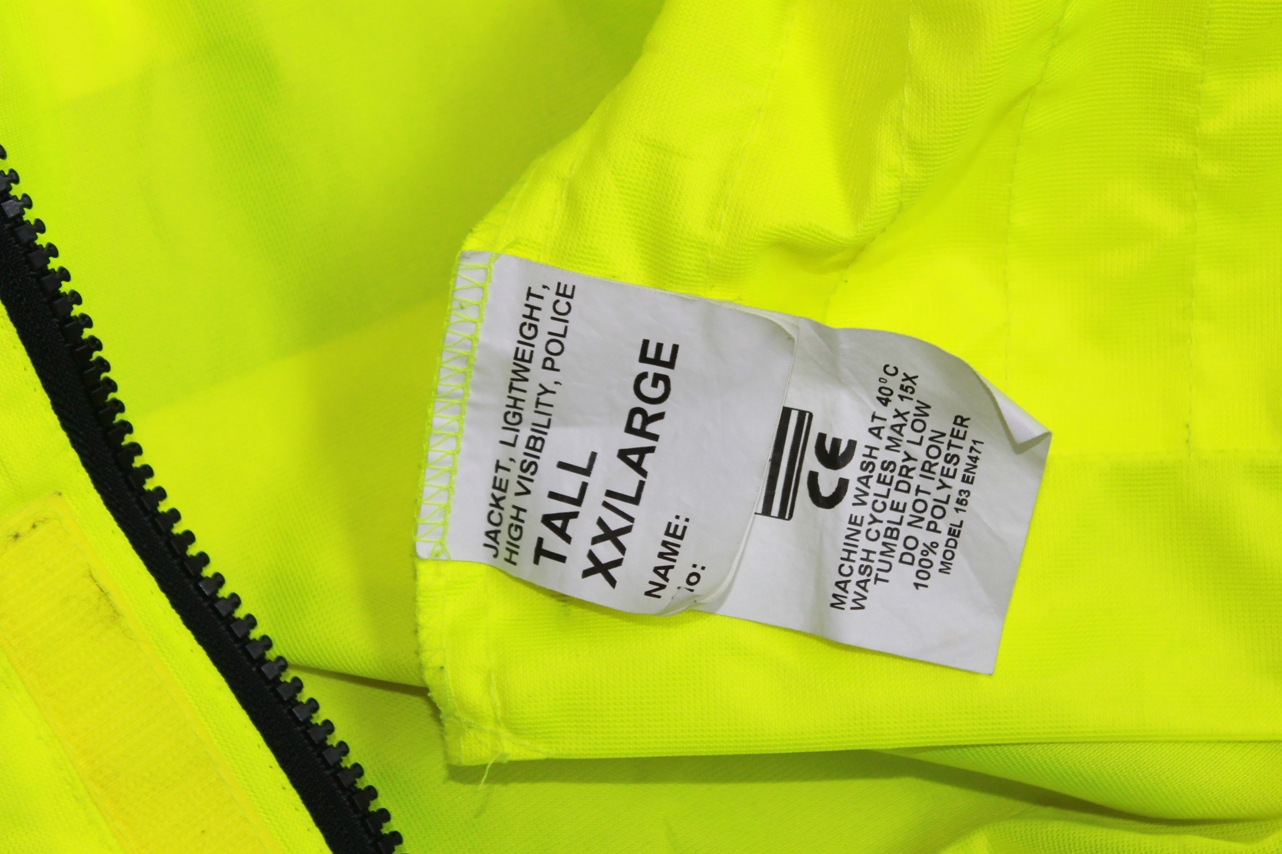 JACKET, LIGHTWEIGHT,
HIGH VISIBILITY, POLICE
TALL
XX/LARGE
NAME:
No:
CE
MACHINE WASH AT 40°C
WASH CYCLES MAX 15X
TUMBLE DRY LOW
DO NOT IRON
100% POLYESTER
MODEL 153 EN471